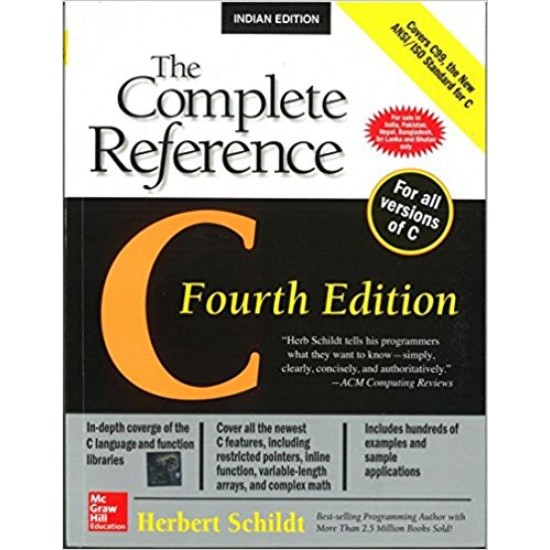 INDIAN EDITION
Covers C99, the New
ANSI/ISO Standard for C
The
Complete
Reference
For sale in
India, Pakistan,
Nepal, Bangladesh,
Sri Lanka and Bhutan
only
For all
versions
of C
C
Fourth Edition
"Herb Schildt tells his programmers
what they want to know—simply,
clearly, concisely, and authoritatively."
—ACM Computing Reviews
In-depth coverge of the
C language and function
libraries
Cover all the newest
C features, including
restricted pointers, inline
function, variable-length
arrays, and complex math
Includes hundreds of
examples and
sample
applications
Mc
Graw
Hill
Education
Herbert Schildt
Best-selling Programming Author with
More Than 2.5 Million Books Sold!